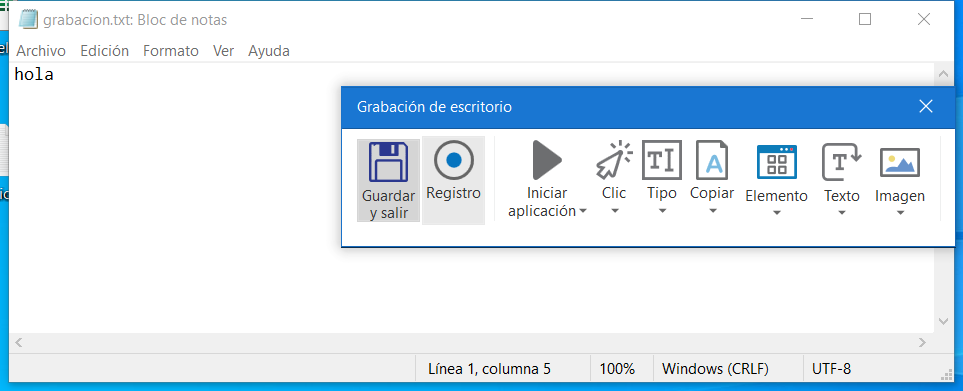 grabacion.txt: Bloc de notas
Archivo Edición Formato Ver Ayuda
hola
Grabación de escritorio
Guardar y salir
Registro
Iniciar aplicación
Clic
Tipo
Copiar
Elemento
Texto
Imagen
Línea 1, columna 5 100% Windows (CRLF) UTF-8